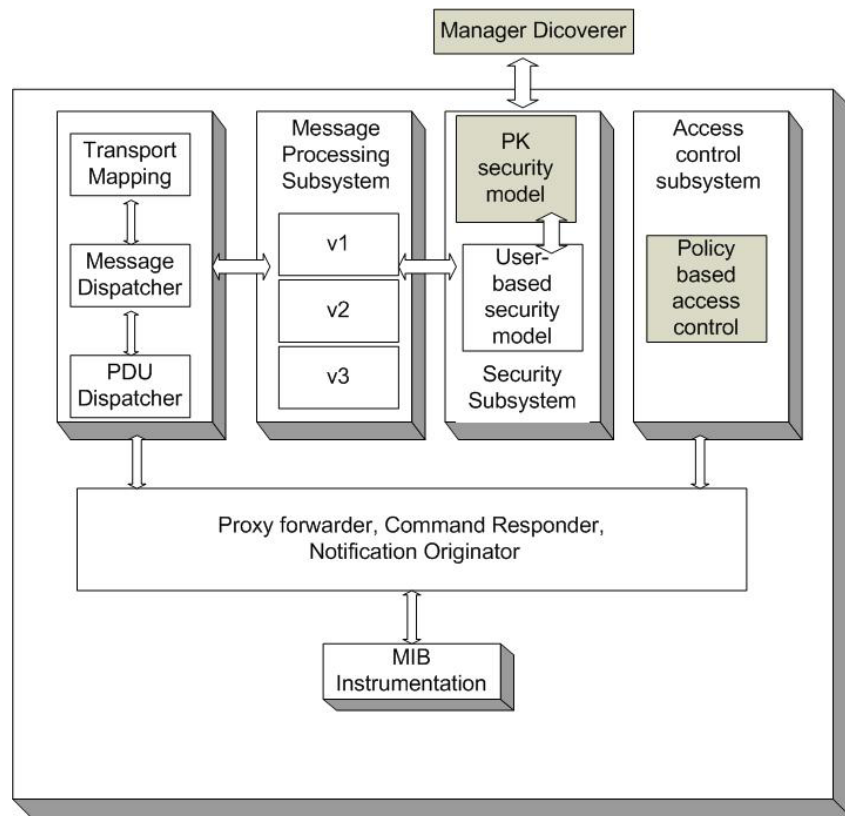 Manager Dicoverer
Transport
Mapping
Message
Dispatcher
PDU
Dispatcher
Message
Processing
Subsystem
v1
v2
v3
PK
security
model
User-
based
security
model
Security
Subsystem
Access
control
subsystem
Policy
based
access
control
Proxy forwarder, Command Responder,
Notification Originator
MIB
Instrumentation